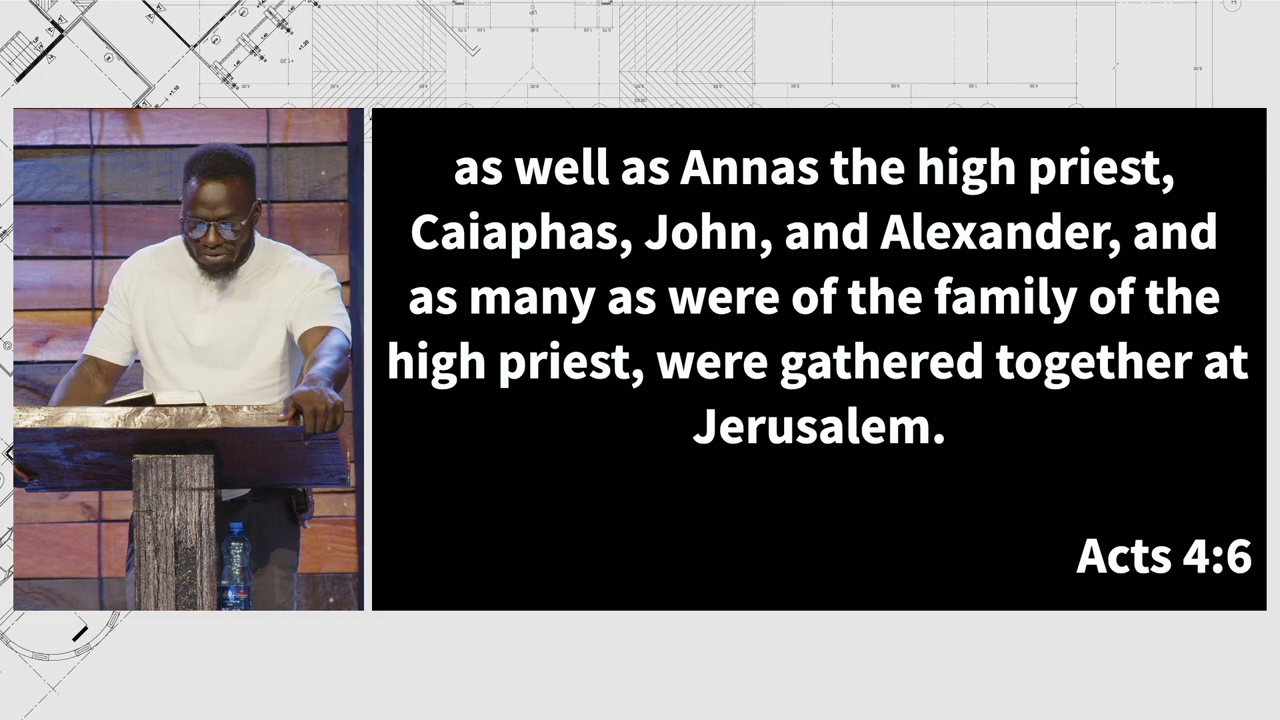 as well as Annas the high priest,
Caiaphas, John, and Alexander, and
as many as were of the family of the
high priest, were gathered together at
Jerusalem.
Acts 4:6